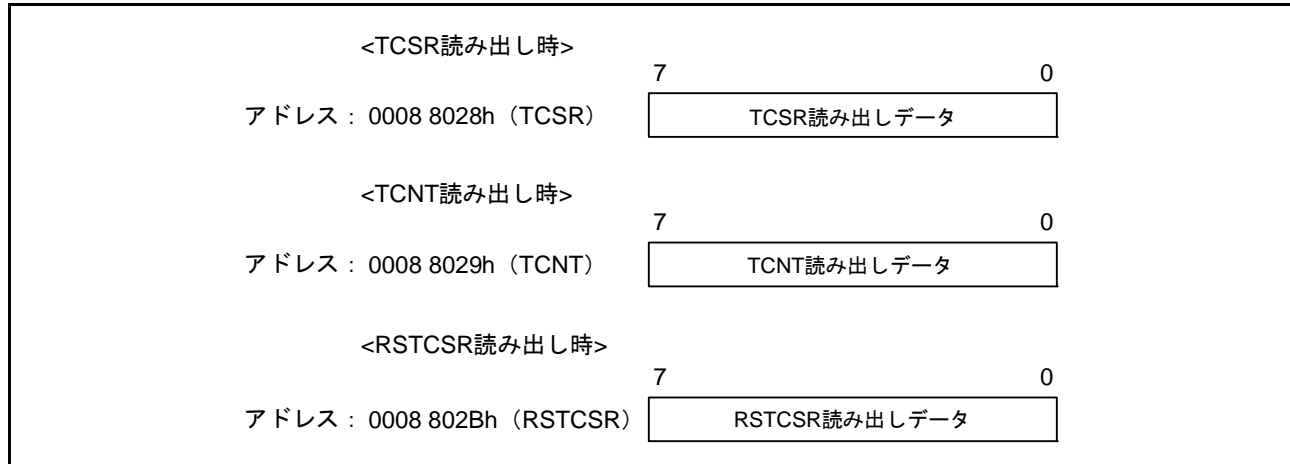 <TCSR読み出し時>
7 0
アドレス : 0008 8028h（TCSR） TCSR読み出しデータ
<TCNT読み出し時>
7 0
アドレス : 0008 8029h（TCNT） TCNT読み出しデータ
<RSTCSR読み出し時>
7 0
アドレス : 0008 802Bh（RSTCSR） RSTCSR読み出しデータ